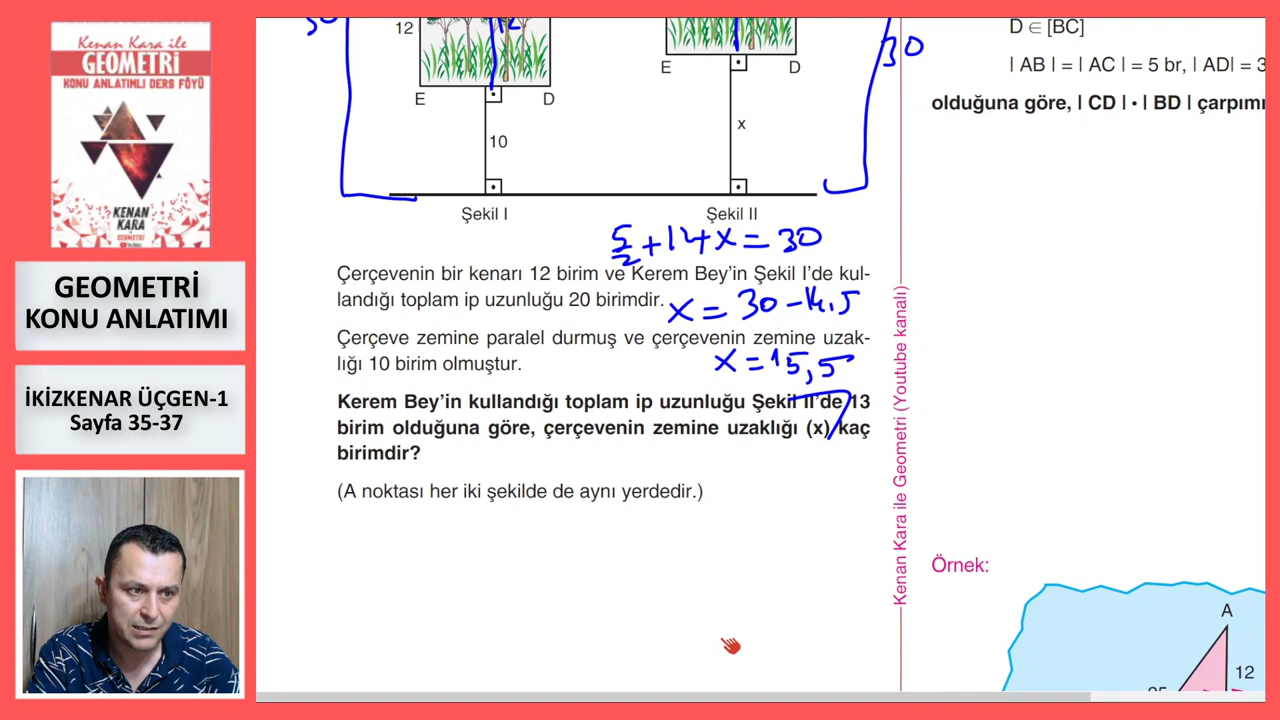 Kenan Kara ile
GEOMETRİ
KONU ANLATIMLI DERS FÖYÜ
KENAN
KARA
GEOMETRİ
YouTube
GEOMETRİ
KONU ANLATIMI
İKİZKENAR ÜÇGEN-1
Sayfa 35-37
30
12
12
E
D
10
Şekil I
E
D
x
30
Şekil II
5/2 + 12 + x = 30
Çerçevenin bir kenarı 12 birim ve Kerem Bey'in Şekil I'de kul-
landığı toplam ip uzunluğu 20 birimdir.
x = 30 - 14.5
Çerçeve zemine paralel durmuş ve çerçevenin zemine uzak-
lığı 10 birim olmuştur.
x = 15,5
Kerem Bey'in kullandığı toplam ip uzunluğu Şekil II'de 13
birim olduğuna göre, çerçevenin zemine uzaklığı (x) kaç
birimdir?
(A noktası her iki şekilde de aynı yerdedir.)
Kenan Kara ile Geometri (Youtube kanalı)
D ∈ [BC]
| AB | = | AC | = 5 br, | AD| = 3
olduğuna göre, | CD | • | BD | çarpımı
Örnek:
A
12